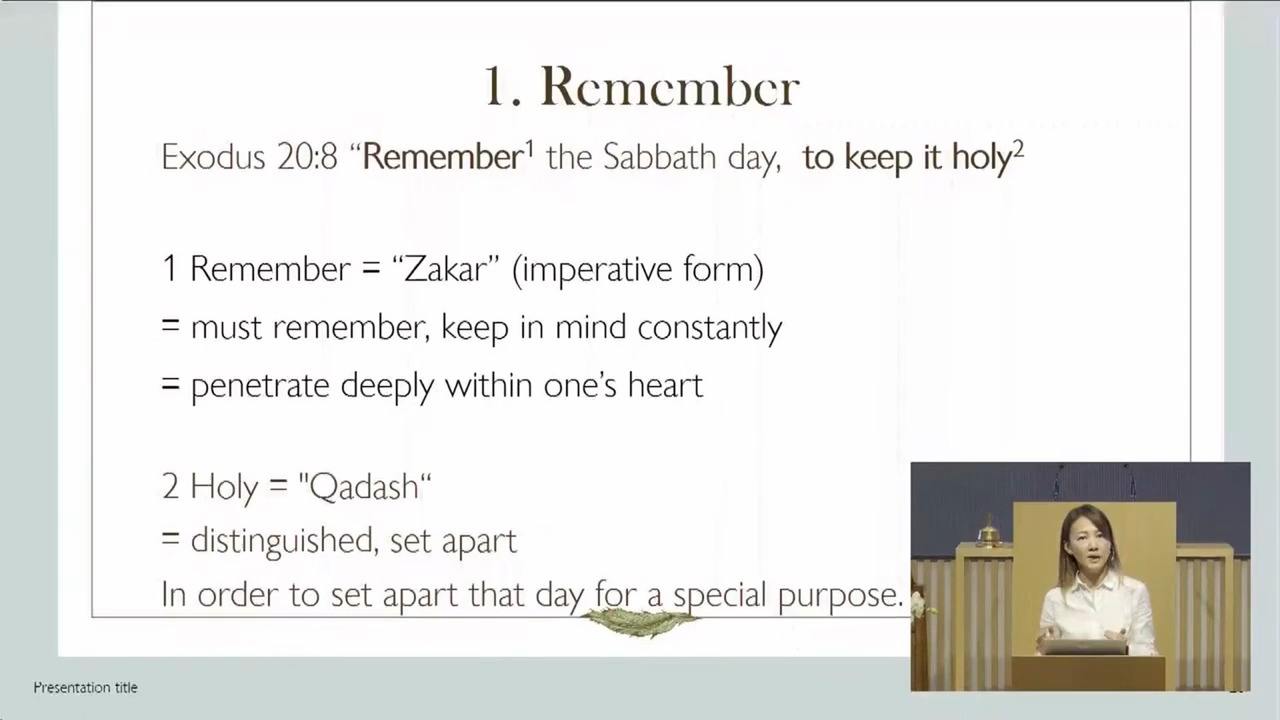 1. Remember
Exodus 20:8 “Remember¹ the Sabbath day, to keep it holy²
1 Remember = “Zakar” (imperative form)
= must remember, keep in mind constantly
= penetrate deeply within one’s heart
2 Holy = "Qadash“
= distinguished, set apart
In order to set apart that day for a special purpose.
Presentation title